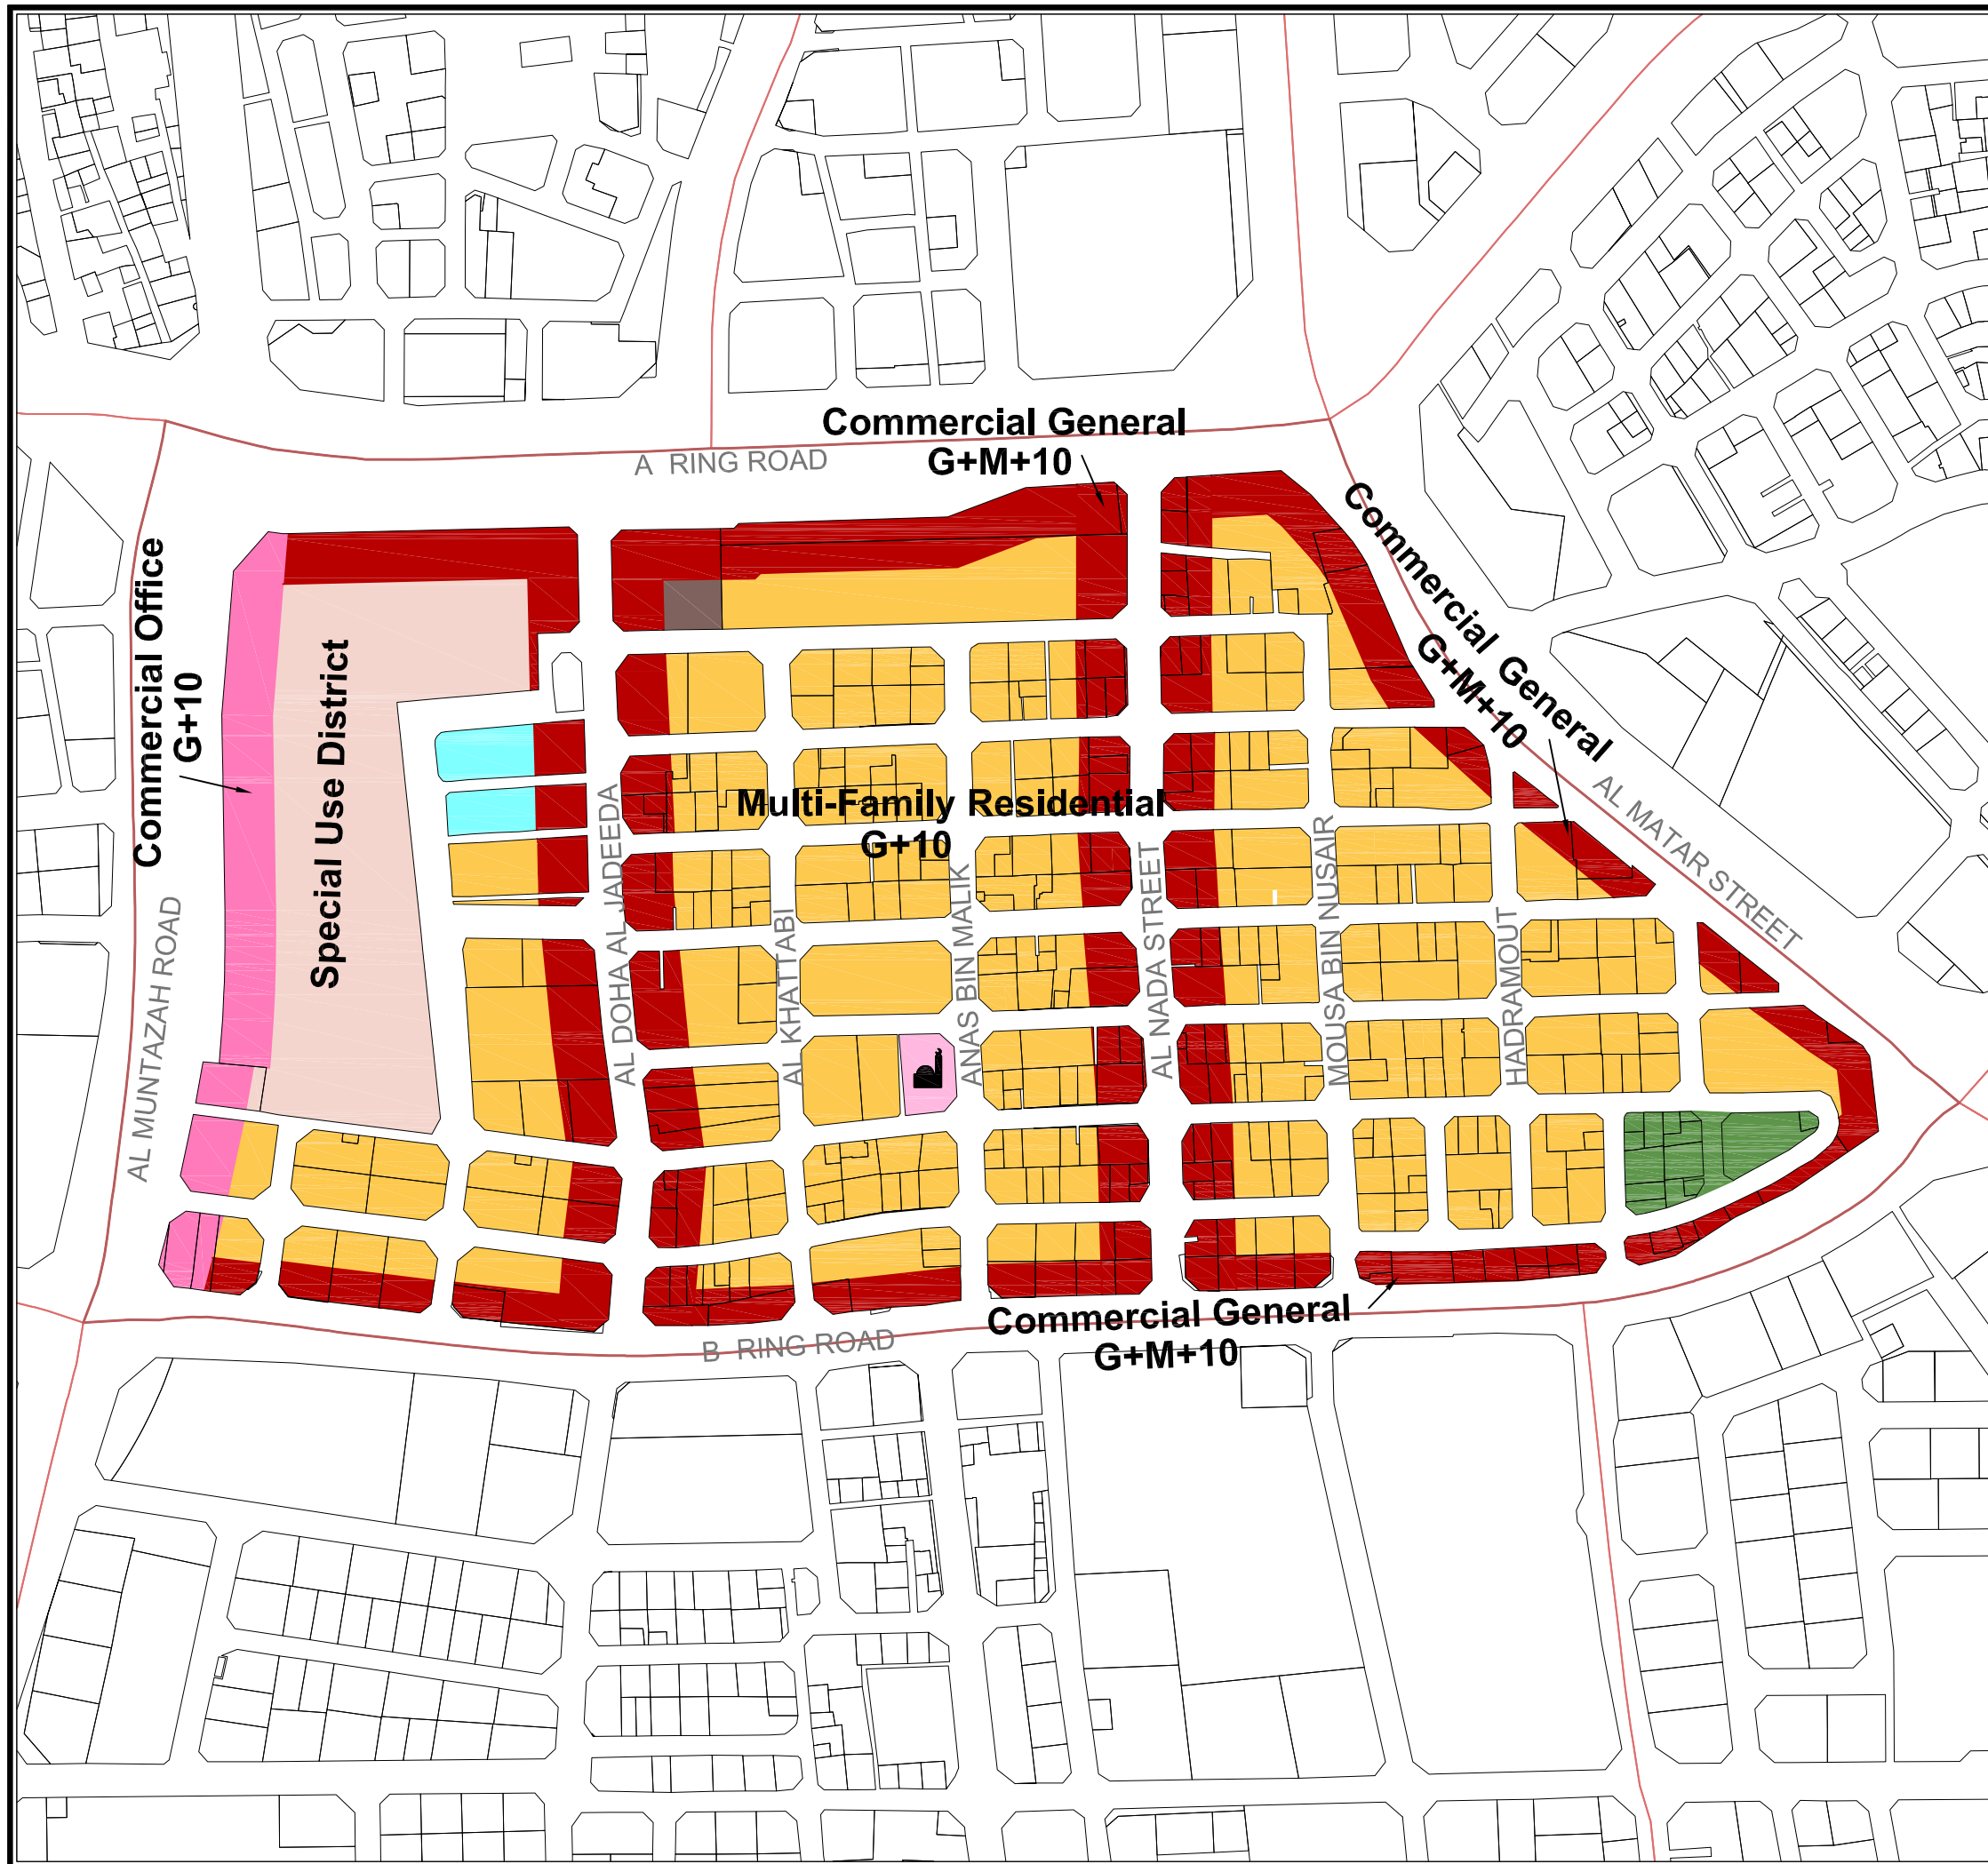 Commercial General
G+M+10
A RING ROAD
Commercial General
G+M+10
Commercial Office
G+10
Special Use District
Multi-Family Residential
G+10
AL MATAR STREET
AL DOHA AL JADEEDA
AL KHATTABI
ANAS BIN MALIK
AL NADA STREET
MOUSA BIN NUSAIR
HADRAMOUT
AL MUNTAZAH ROAD
Commercial General
G+M+10
B RING ROAD